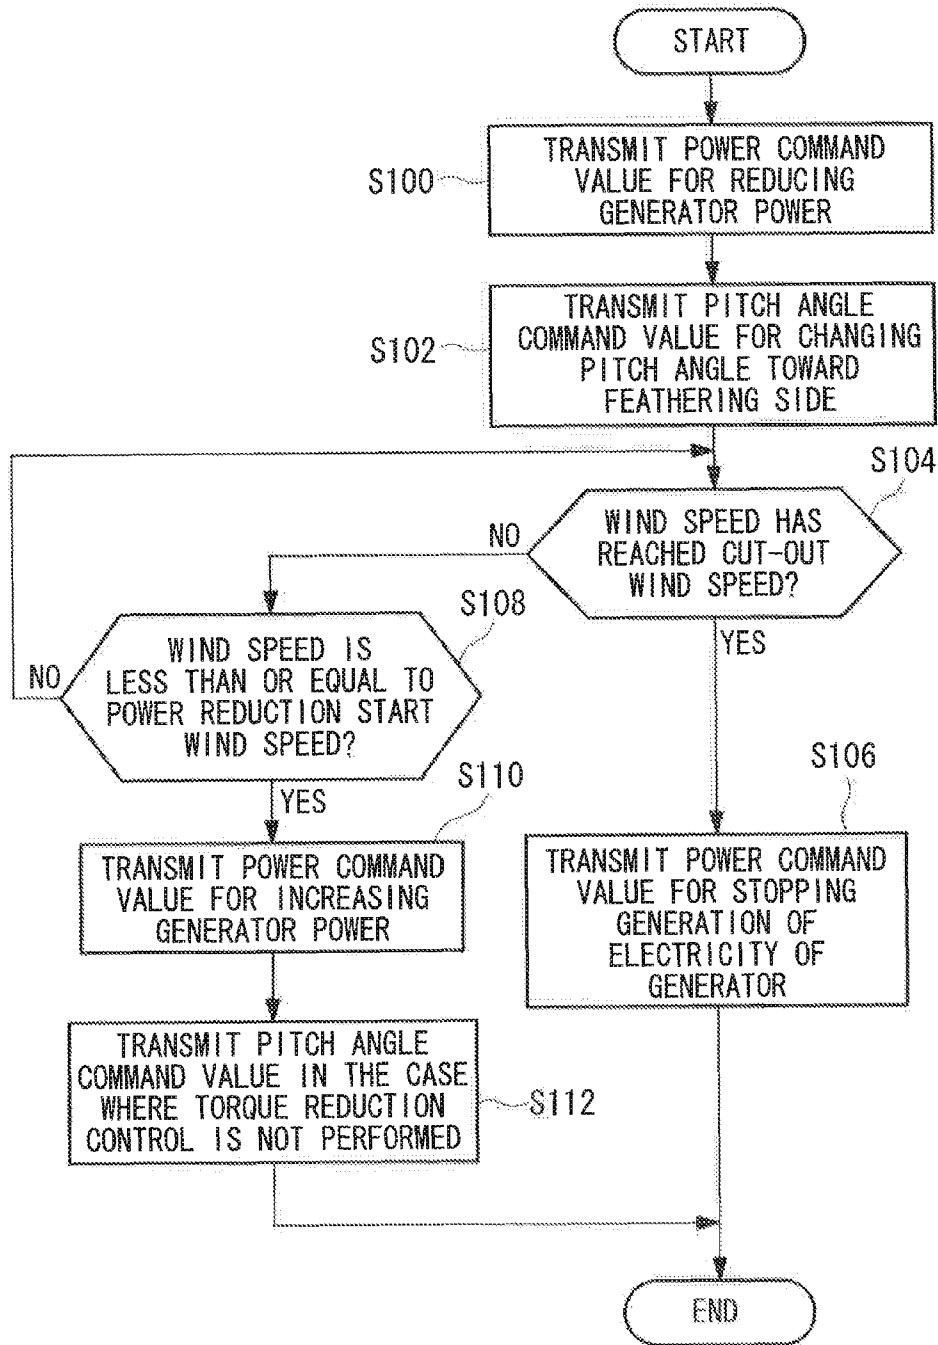 START
S100
TRANSMIT POWER COMMAND
VALUE FOR REDUCING
GENERATOR POWER
S102
TRANSMIT PITCH ANGLE
COMMAND VALUE FOR CHANGING
PITCH ANGLE TOWARD
FEATHERING SIDE
S104
WIND SPEED HAS
REACHED CUT-OUT
WIND SPEED?
NO
YES
S108
WIND SPEED IS
LESS THAN OR EQUAL TO
POWER REDUCTION START
WIND SPEED?
NO
YES
S106
TRANSMIT POWER COMMAND
VALUE FOR STOPPING
GENERATION OF
ELECTRICITY OF
GENERATOR
S110
TRANSMIT POWER COMMAND
VALUE FOR INCREASING
GENERATOR POWER
S112
TRANSMIT PITCH ANGLE
COMMAND VALUE IN THE CASE
WHERE TORQUE REDUCTION
CONTROL IS NOT PERFORMED
END